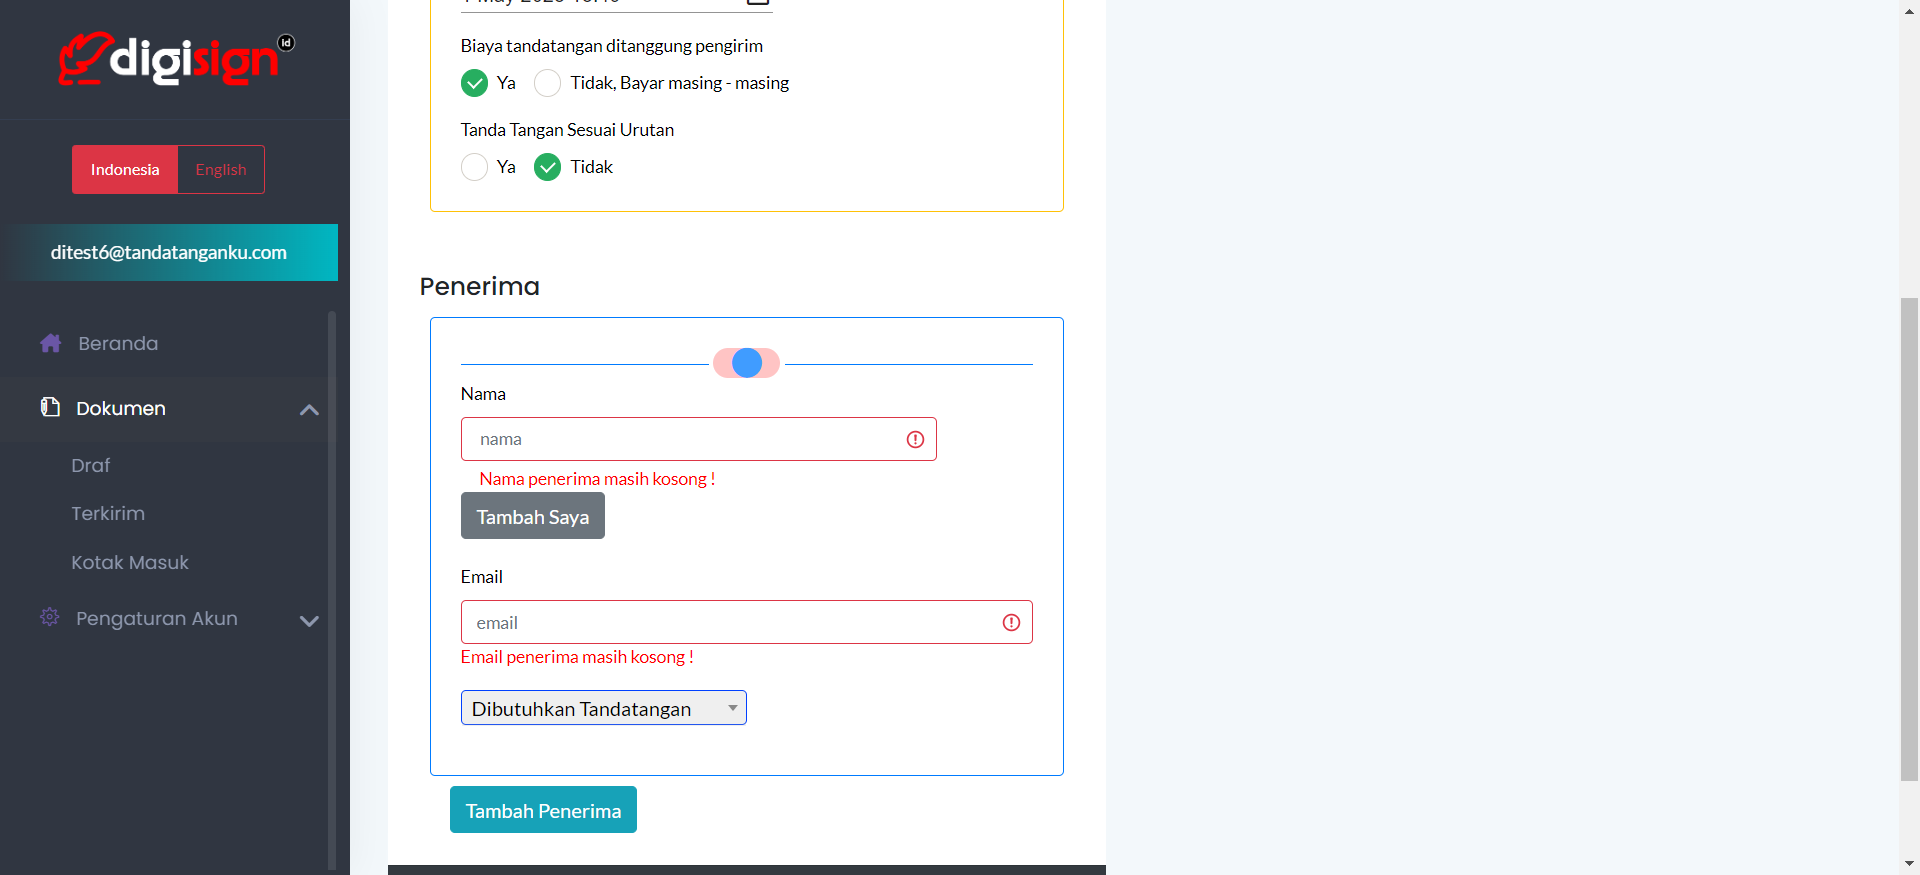 digisign id
Indonesia
English
ditest6@tandatanganku.com
Beranda
Dokumen
Draf
Terkirim
Kotak Masuk
Pengaturan Akun
Biaya tandatangan ditanggung pengirim
Ya
Tidak, Bayar masing - masing
Tanda Tangan Sesuai Urutan
Ya
Tidak
Penerima
Nama
nama
Nama penerima masih kosong !
Tambah Saya
Email
email
Email penerima masih kosong !
Dibutuhkan Tandatangan
Tambah Penerima